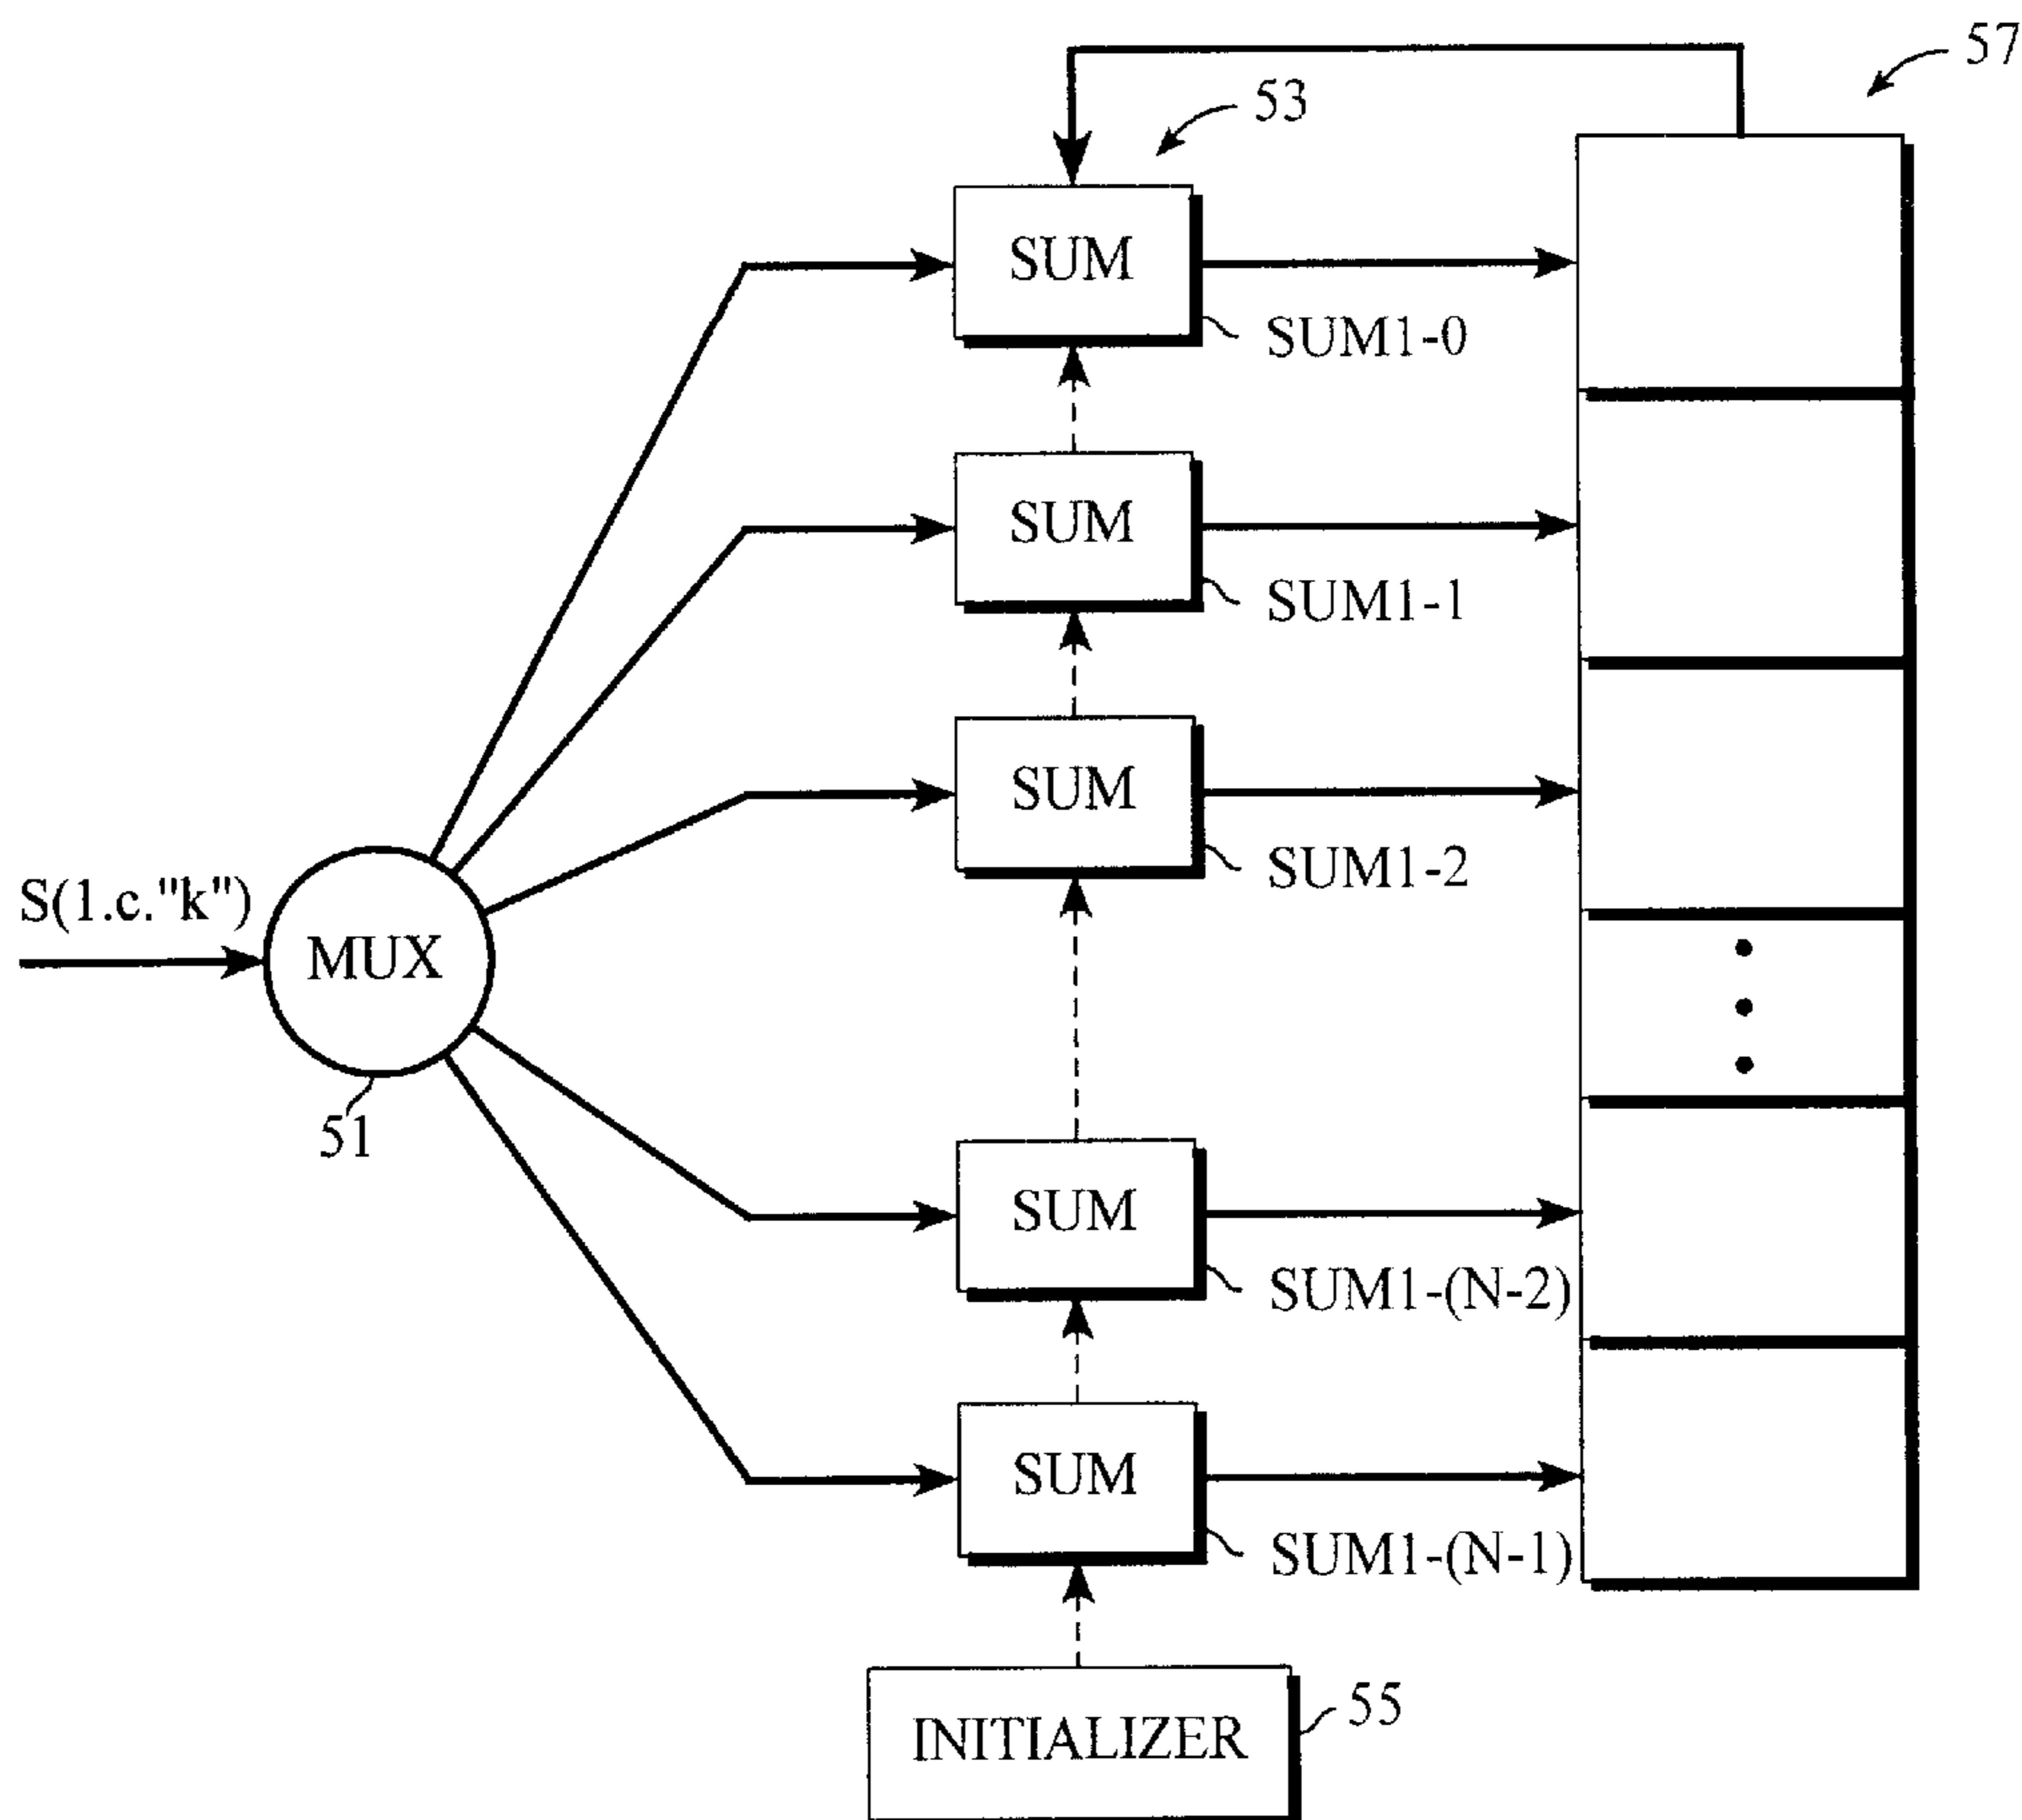 57
53
SUM
SUM1-0
SUM
SUM1-1
SUM
SUM1-2
S(1.c."k")
MUX
51
SUM
SUM1-(N-2)
SUM
SUM1-(N-1)
55
INITIALIZER